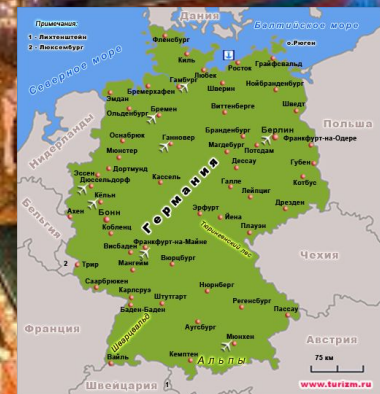 Примечания:
1 - Лихтенштейн
2 - Люксембург
Дания
Балтийское море
Северное море
о.Рюген
Фленсбург
Киль
Любек
Росток
Грайфсвальд
Гамбург
Шверин
Нойбранденбург
Бремерхафен
Эмдан
Ольденбург
Бремен
Виттенберге
Шведт
Польша
Нидерланды
Оснабрюк
Ганновер
Бранденбург
Берлин
Франкфурт-на-Одере
Мюнстер
Магдебург
Потсдам
Губен
Дортмунд
Эссен
Дюссельдорф
Кассель
Дессау
Котбус
Галле
Лейпциг
Кёльн
Германия
Ахен
Бонн
Эрфурт
Йена
Дрезден
Бельгия
Кобленц
Плауэн
Тюрингенский лес
Висбаден
Франкфурт-на-Майне
Чехия
2
Трир
Мангейм
Вюрцбург
Саарбрюкен
Карлсруэ
Нюрнберг
Баден-Баден
Штутгарт
Регенсбург
Пассау
Франция
Шварцвальд
Аугсбург
Мюнхен
Австрия
Вайль
Кемптен
Альпы
75 км
Швейцария
1
www.turizm.ru